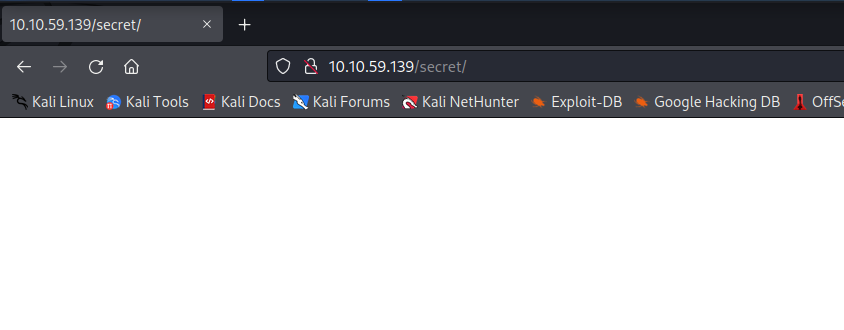 10.10.59.139/secret/
10.10.59.139/secret/
Kali Linux Kali Tools Kali Docs Kali Forums Kali NetHunter Exploit-DB Google Hacking DB OffSe